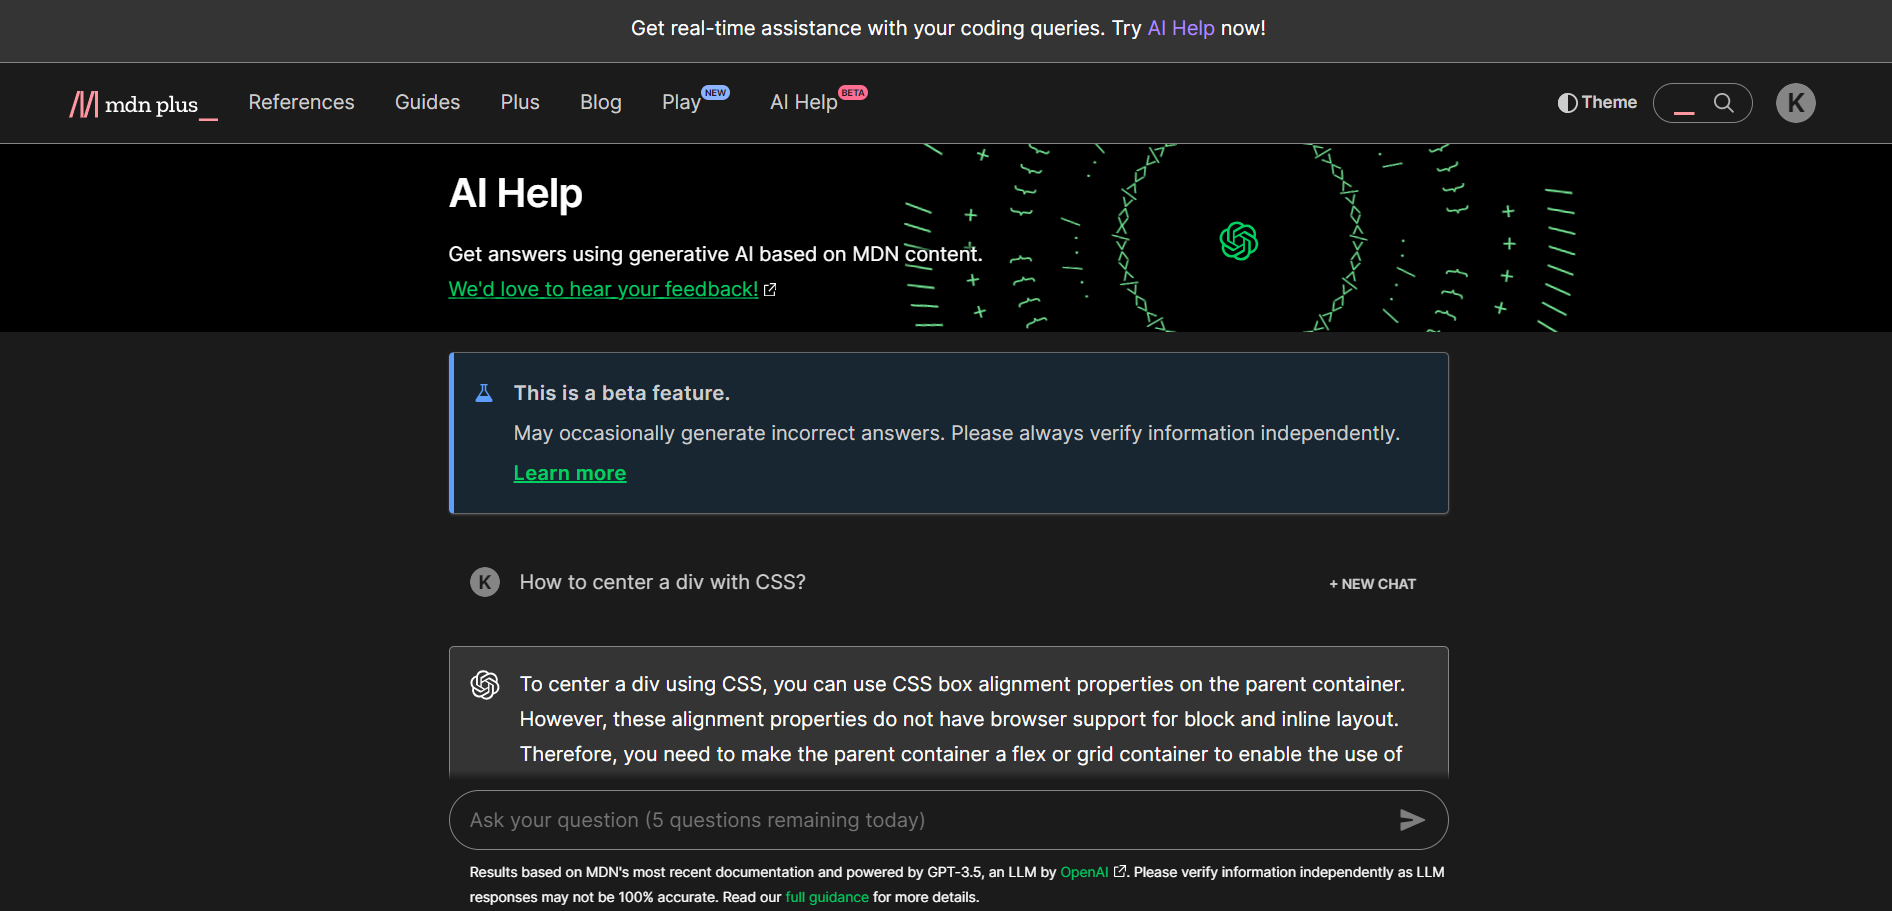 Get real-time assistance with your coding queries. Try AI Help now!
mdn plus_ References Guides Plus Blog Play NEW AI Help BETA Theme K
AI Help
Get answers using generative AI based on MDN content.
We'd love to hear your feedback!
This is a beta feature.
May occasionally generate incorrect answers. Please always verify information independently.
Learn more
K How to center a div with CSS? + NEW CHAT
To center a div using CSS, you can use CSS box alignment properties on the parent container.
However, these alignment properties do not have browser support for block and inline layout.
Therefore, you need to make the parent container a flex or grid container to enable the use of
Ask your question (5 questions remaining today)
Results based on MDN's most recent documentation and powered by GPT-3.5, an LLM by OpenAI. Please verify information independently as LLM
responses may not be 100% accurate. Read our full guidance for more details.